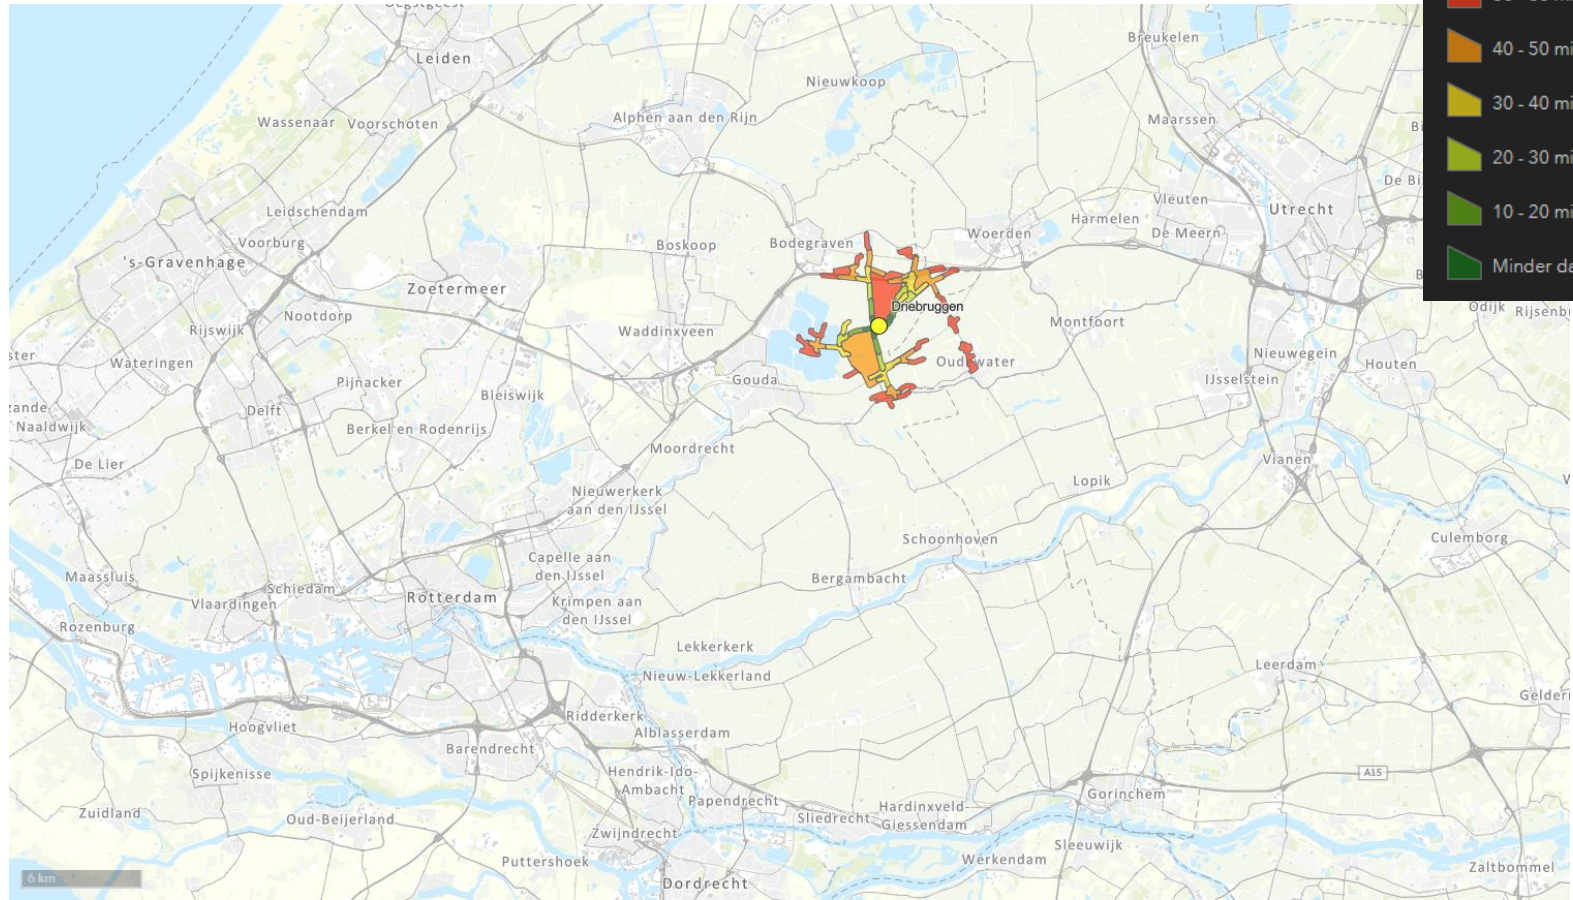 Leiden
Breukelen
Nieuwkoop
40 - 50 mi
30 - 40 mi
Wassenaar
Voorschoten
Alphen aan den Rijn
Maarssen
20 - 30 mi
De Bi
Leidschendam
Vleuten
Utrecht
10 - 20 mi
Harmelen
De Meern
Voorburg
Boskoop
Bodegraven
Woerden
's-Gravenhage
Minder da
Zoetermeer
Driebruggen
Odijk
Rijsenb
Nootdorp
Rijswijk
Waddinxveen
Montfoort
ster
Wateringen
Oudewater
Nieuwegein
Houten
Pijnacker
Gouda
IJsselstein
Bleiswijk
zande
Delft
Naaldwijk
Berkel en Rodenrijs
Moordrecht
De Lier
Vianen
Lopik
Nieuwerkerk
aan den IJssel
Schoonhoven
Culemborg
Capelle aan
den IJssel
Maassluis
Bergambacht
Schiedam
Rotterdam
Vlaardingen
Krimpen aan
den IJssel
Rozenburg
Lekkerkerk
Leerdam
Nieuw-Lekkerland
Gelder
Ridderkerk
Hoogvliet
Alblasserdam
Barendrecht
Spijkenisse
Hendrik-Ido-
Ambacht
A15
Papendrecht
Gorinchem
Zuidland
Oud-Beijerland
Sliedrecht
Hardinxveld
Giessendam
Zwijndrecht
Sleeuwijk
Puttershoek
Werkendam
Zaltbommel
6 km
Dordrecht